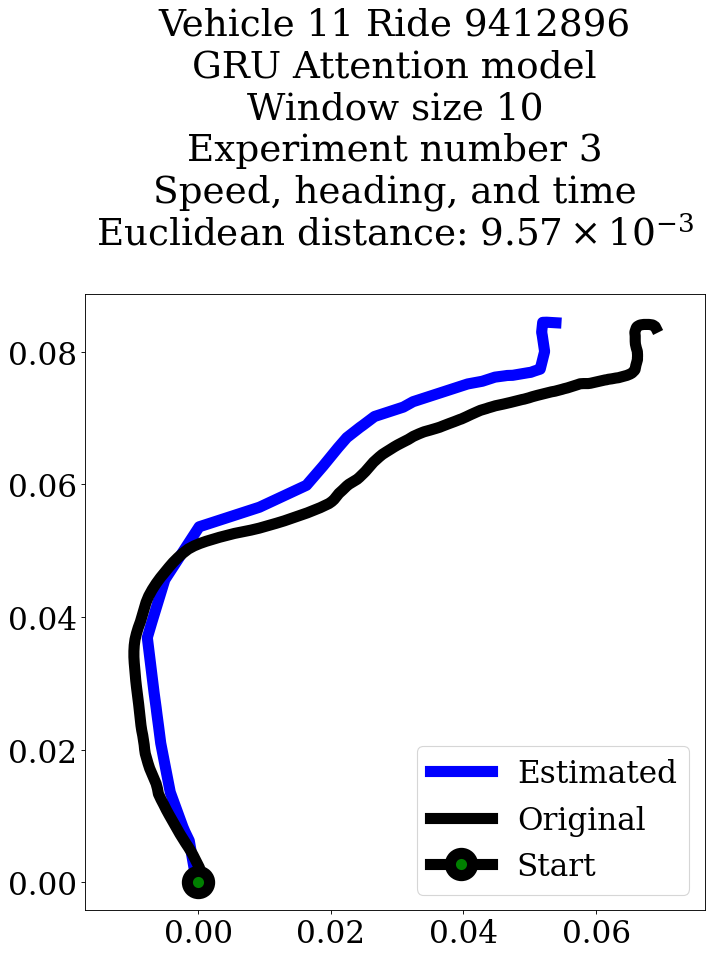 Vehicle 11 Ride 9412896
GRU Attention model
Window size 10
Experiment number 3
Speed, heading, and time
Euclidean distance: 9.57 × 10⁻³
0.08
0.06
0.04
0.02
0.00
Estimated
Original
Start
0.00 0.02 0.04 0.06